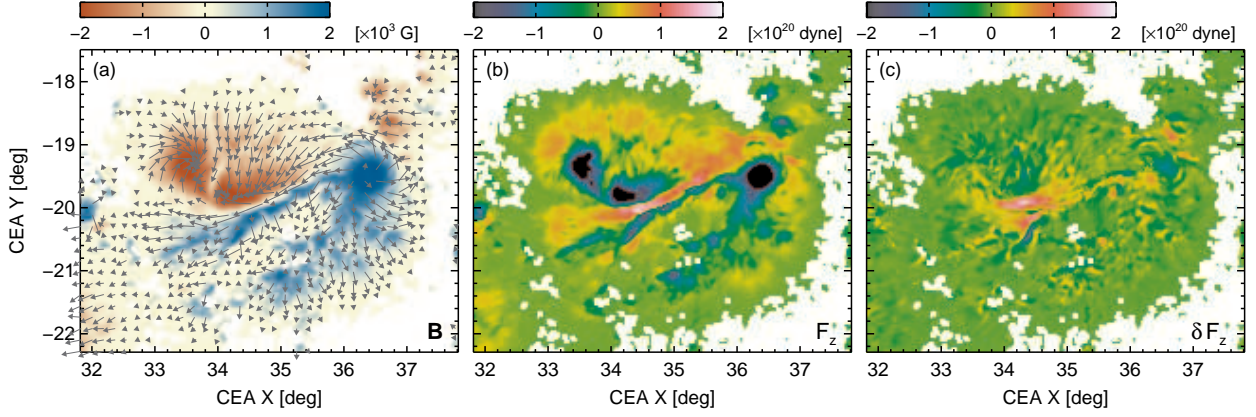 −2 −1 0 1 2 [×10³ G]
−2 −1 0 1 2 [×10²⁰ dyne]
−2 −1 0 1 2 [×10²⁰ dyne]
(a)
(b)
(c)
−18
−19
−20
−21
−22
CEA Y [deg]
B
F_z
δ F_z
32 33 34 35 36 37
32 33 34 35 36 37
32 33 34 35 36 37
CEA X [deg]
CEA X [deg]
CEA X [deg]